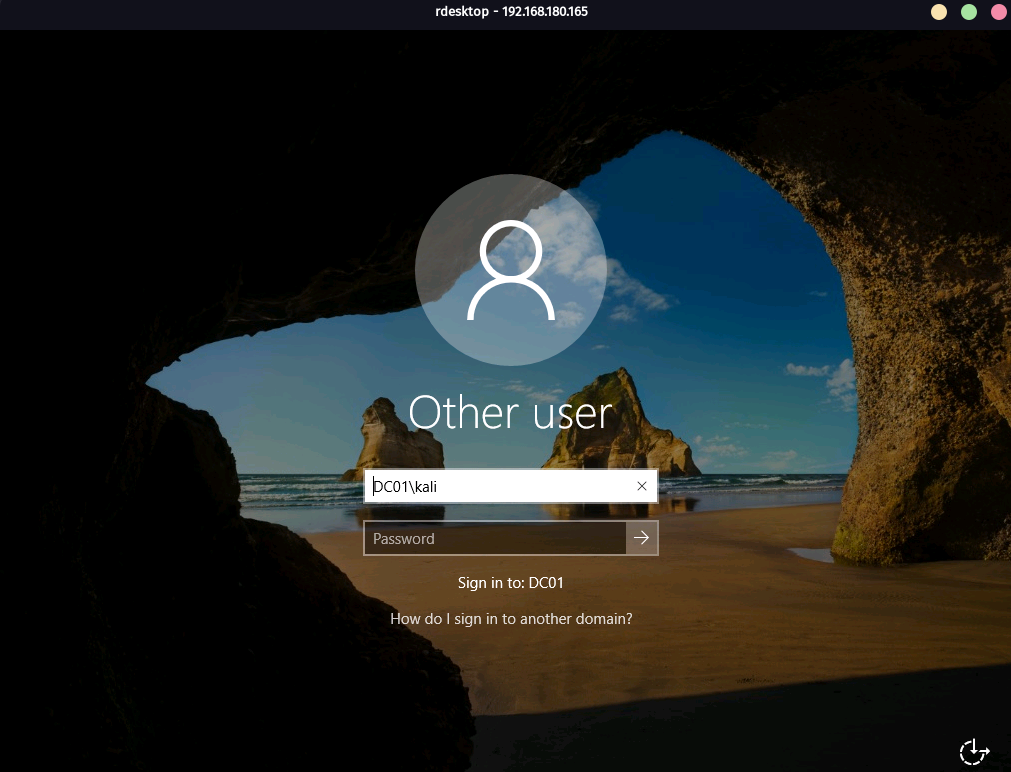 rdesktop - 192.168.180.165
Other user
DC01\kali
Password
Sign in to: DC01
How do I sign in to another domain?